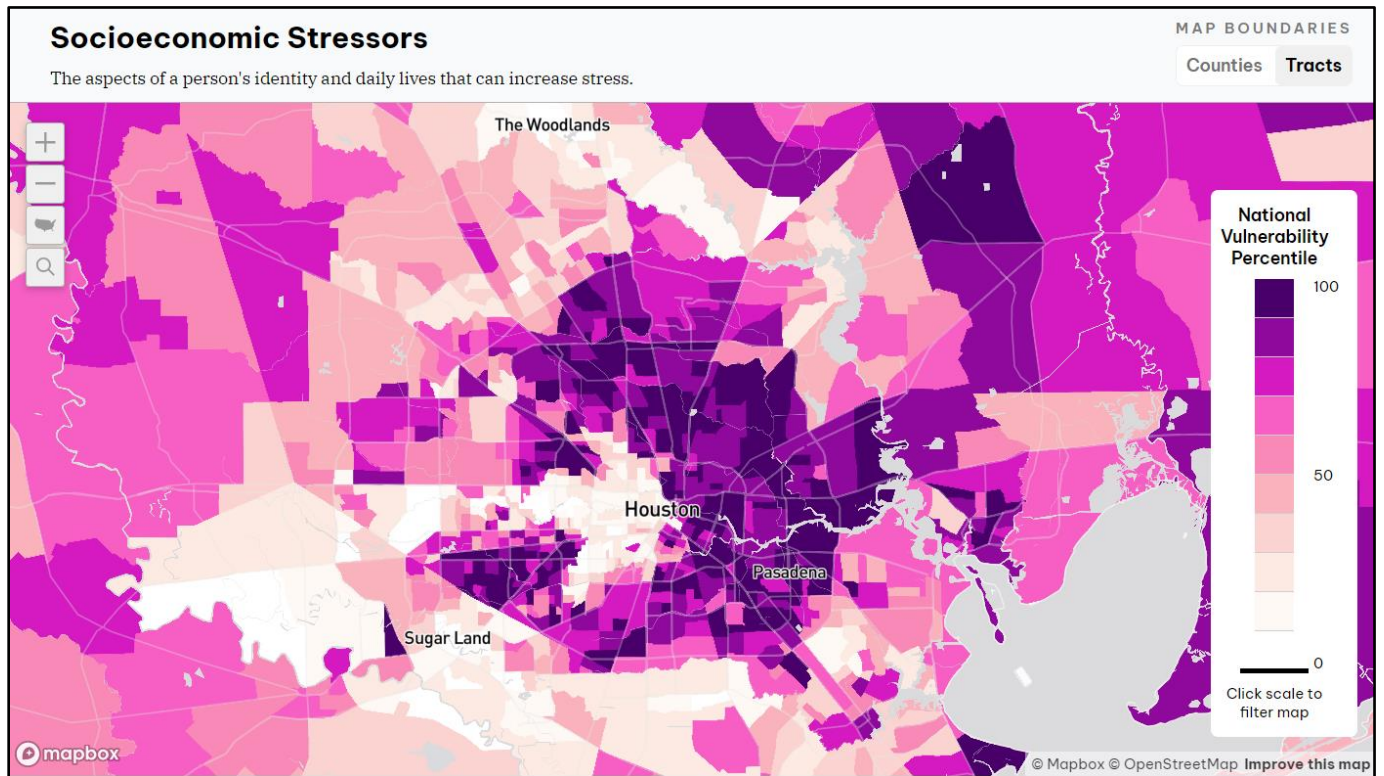 Socioeconomic Stressors
The aspects of a person's identity and daily lives that can increase stress.
MAP BOUNDARIES
Counties Tracts
The Woodlands
Houston
Pasadena
Sugar Land
National
Vulnerability
Percentile
100
50
0
Click scale to
filter map
mapbox
© Mapbox © OpenStreetMap Improve this map